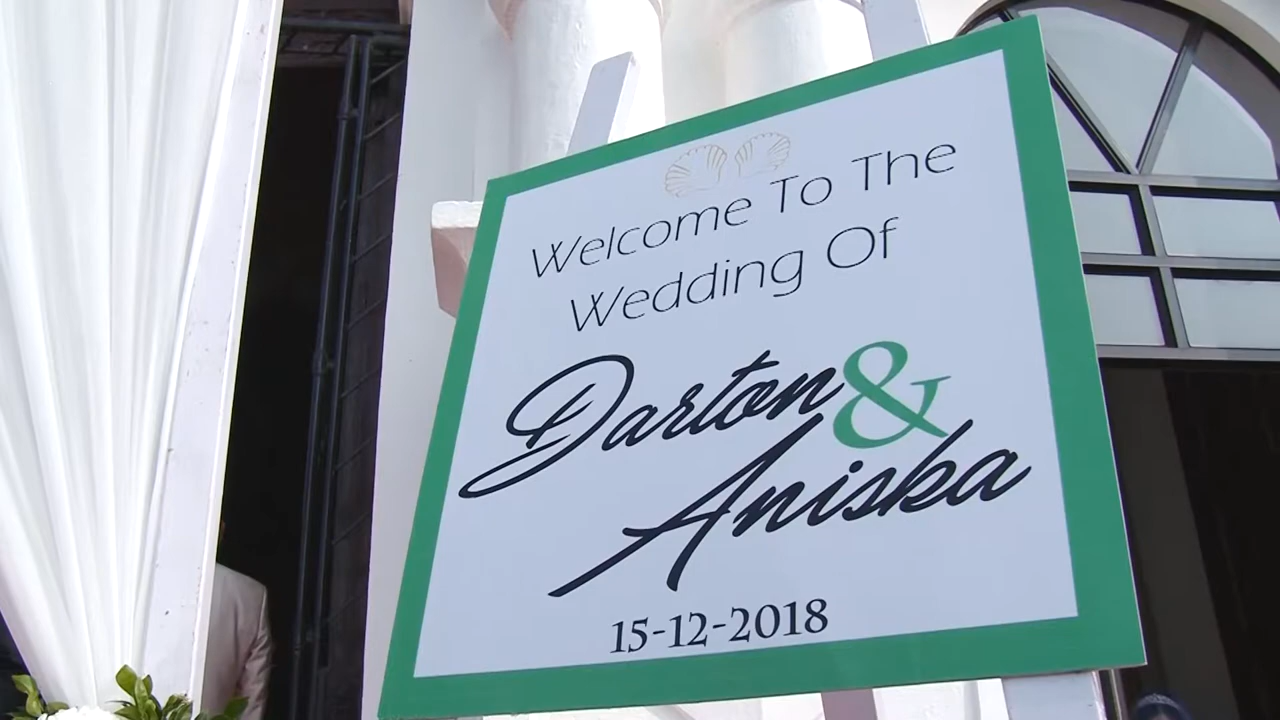 Welcome To The
Wedding Of
Darton &
Aniska
15-12-2018